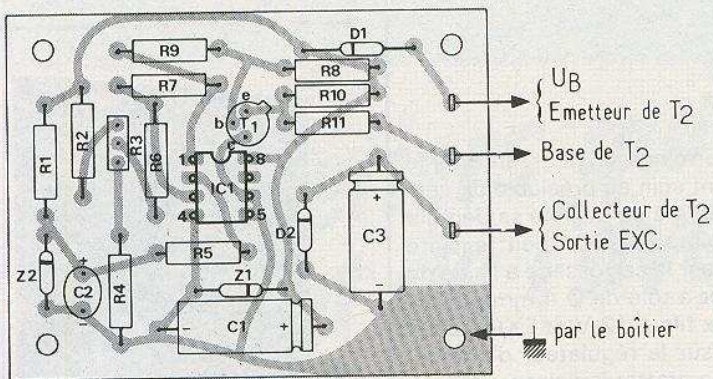 R9
D1
R8
R7
R10
R11
R1
R2
R3
R6
e
b
T1
c
1
8
IC1
4
5
UB
Emetteur de T2
Base de T2
Collecteur de T2
Sortie EXC.
+
C3
-
D2
R5
Z2
+
C2
-
R4
Z1
-
C1
+
par le boîtier